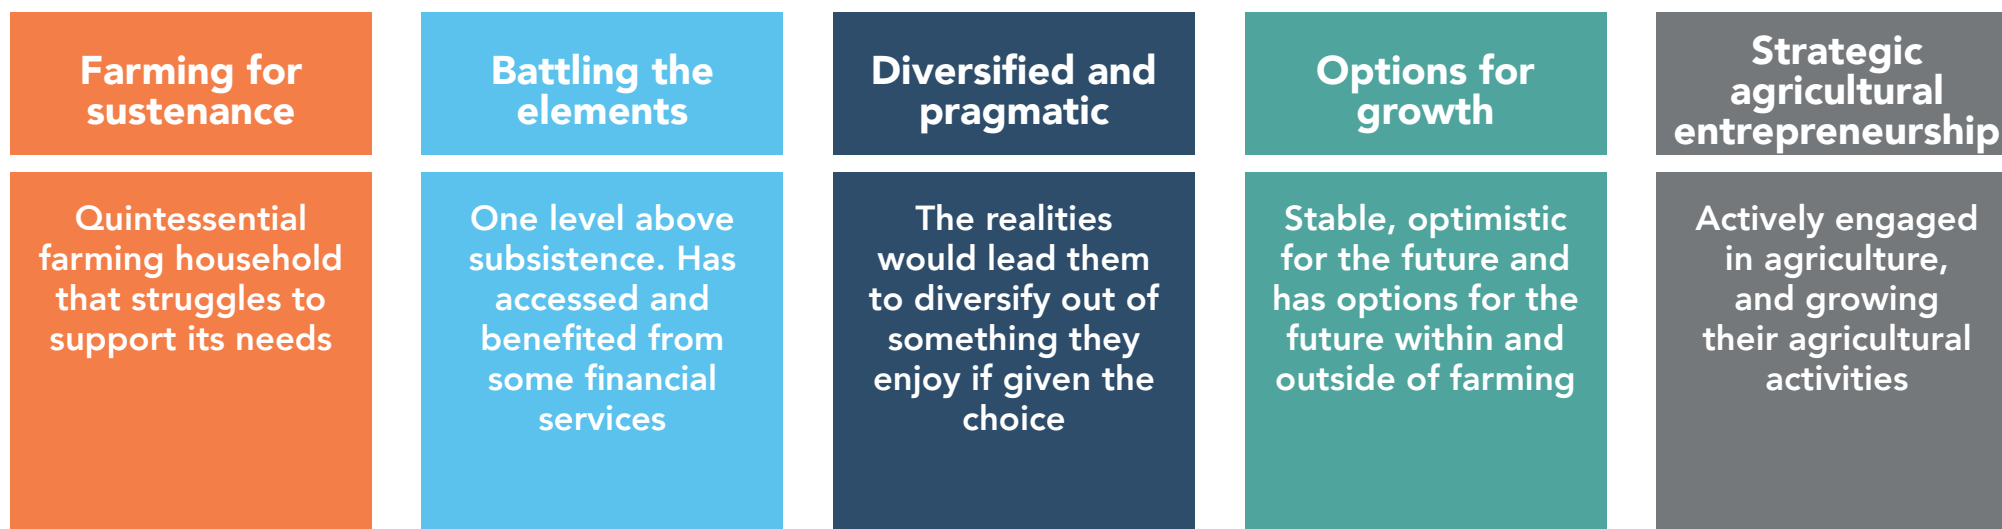 Farming for
sustenance
Quintessential
farming household
that struggles to
support its needs
Battling the
elements
One level above
subsistence. Has
accessed and
benefited from
some financial
services
Diversified and
pragmatic
The realities
would lead them
to diversify out of
something they
enjoy if given the
choice
Options for
growth
Stable, optimistic
for the future and
has options for the
future within and
outside of farming
Strategic
agricultural
entrepreneurship
Actively engaged
in agriculture,
and growing
their agricultural
activities